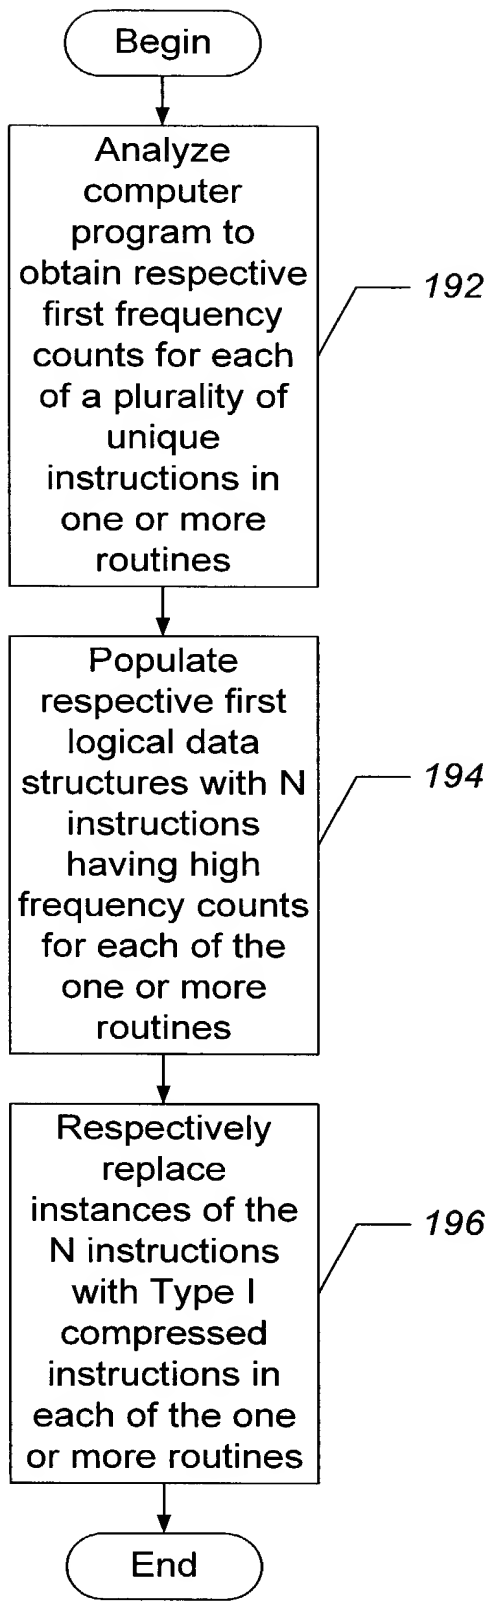 Begin
Analyze
computer
program to
obtain respective
first frequency
counts for each
of a plurality of
unique
instructions in
one or more
routines
192
Populate
respective first
logical data
structures with N
instructions
having high
frequency counts
for each of the
one or more
routines
194
Respectively
replace
instances of the
N instructions
with Type I
compressed
instructions in
each of the one
or more routines
196
End